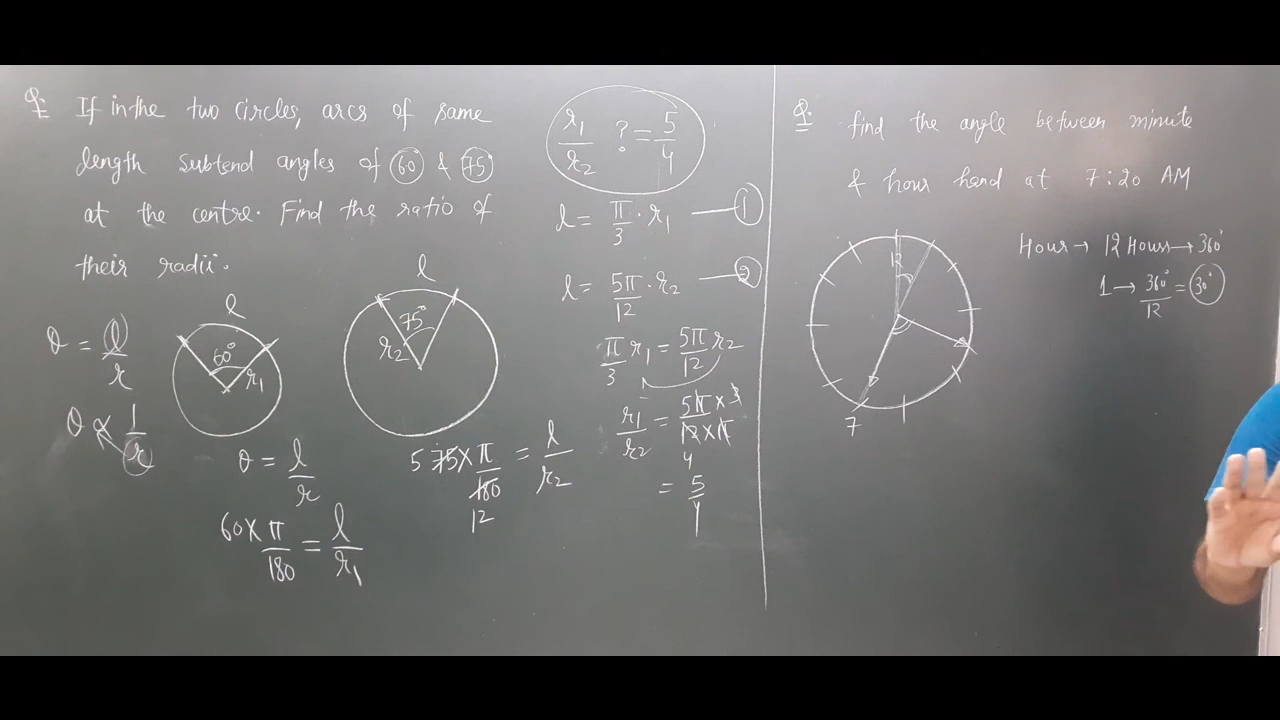 Q: If in the two circles, arcs of same
length subtend angles of 60° & 75°
at the centre. Find the ratio of
their radii.
θ = l/r
θ ∝ 1/r
l
60°
r₁
l
75°
r₂
θ = l/r
60 × π/180 = l/r₁
5 75 × π/180 = l/r₂
12
r₁/r₂ ? = 5/4
l = π/3 · r₁ — ①
l = 5π/12 · r₂ — ②
π/3 r₁ = 5π/12 r₂
r₁/r₂ = 5π × 3/12 × π
4
= 5/4
Q: find the angle between minute
& hour hand at 7:20 AM
12
7
Hour → 12 Hours → 360°
1 → 360°/12 = 30°